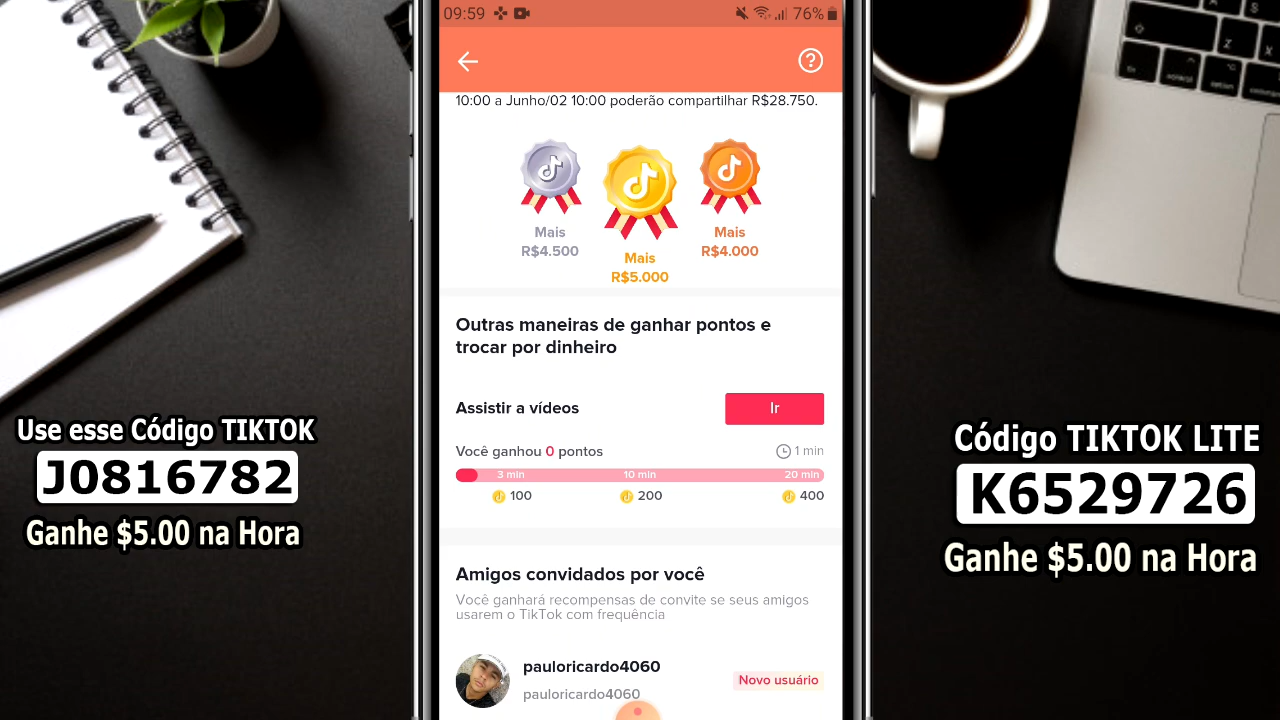 09:59
76%
10:00 a Junho/02 10:00 poderão compartilhar R$28.750.
Mais
R$4.500
Mais
R$5.000
Mais
R$4.000
Outras maneiras de ganhar pontos e
trocar por dinheiro
Assistir a vídeos
Ir
Você ganhou 0 pontos
1 min
3 min
10 min
20 min
100
200
400
Amigos convidados por você
Você ganhará recompensas de convite se seus amigos
usarem o TikTok com frequência
pauloricardo4060
pauloricardo4060
Novo usuário
Use esse Código TIKTOK
J0816782
Ganhe $5.00 na Hora
Código TIKTOK LITE
K6529726
Ganhe $5.00 na Hora